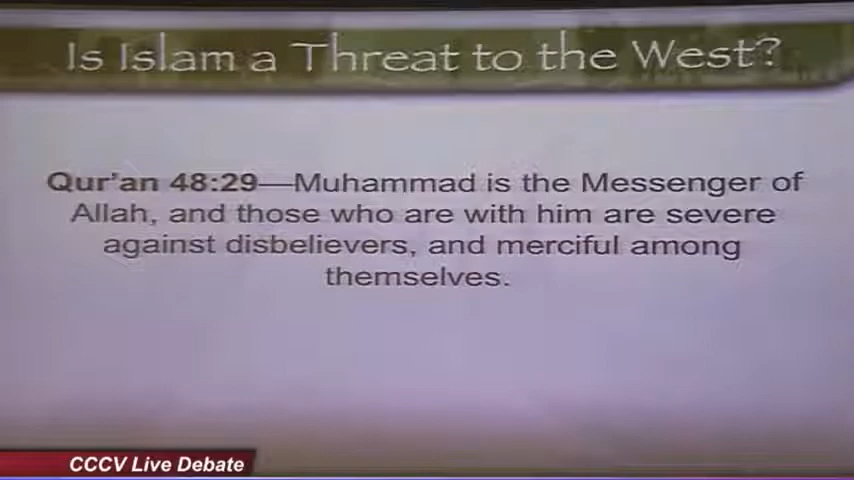 Is Islam a Threat to the West?
Qur'an 48:29—Muhammad is the Messenger of
Allah, and those who are with him are severe
against disbelievers, and merciful among
themselves.
CCCV Live Debate